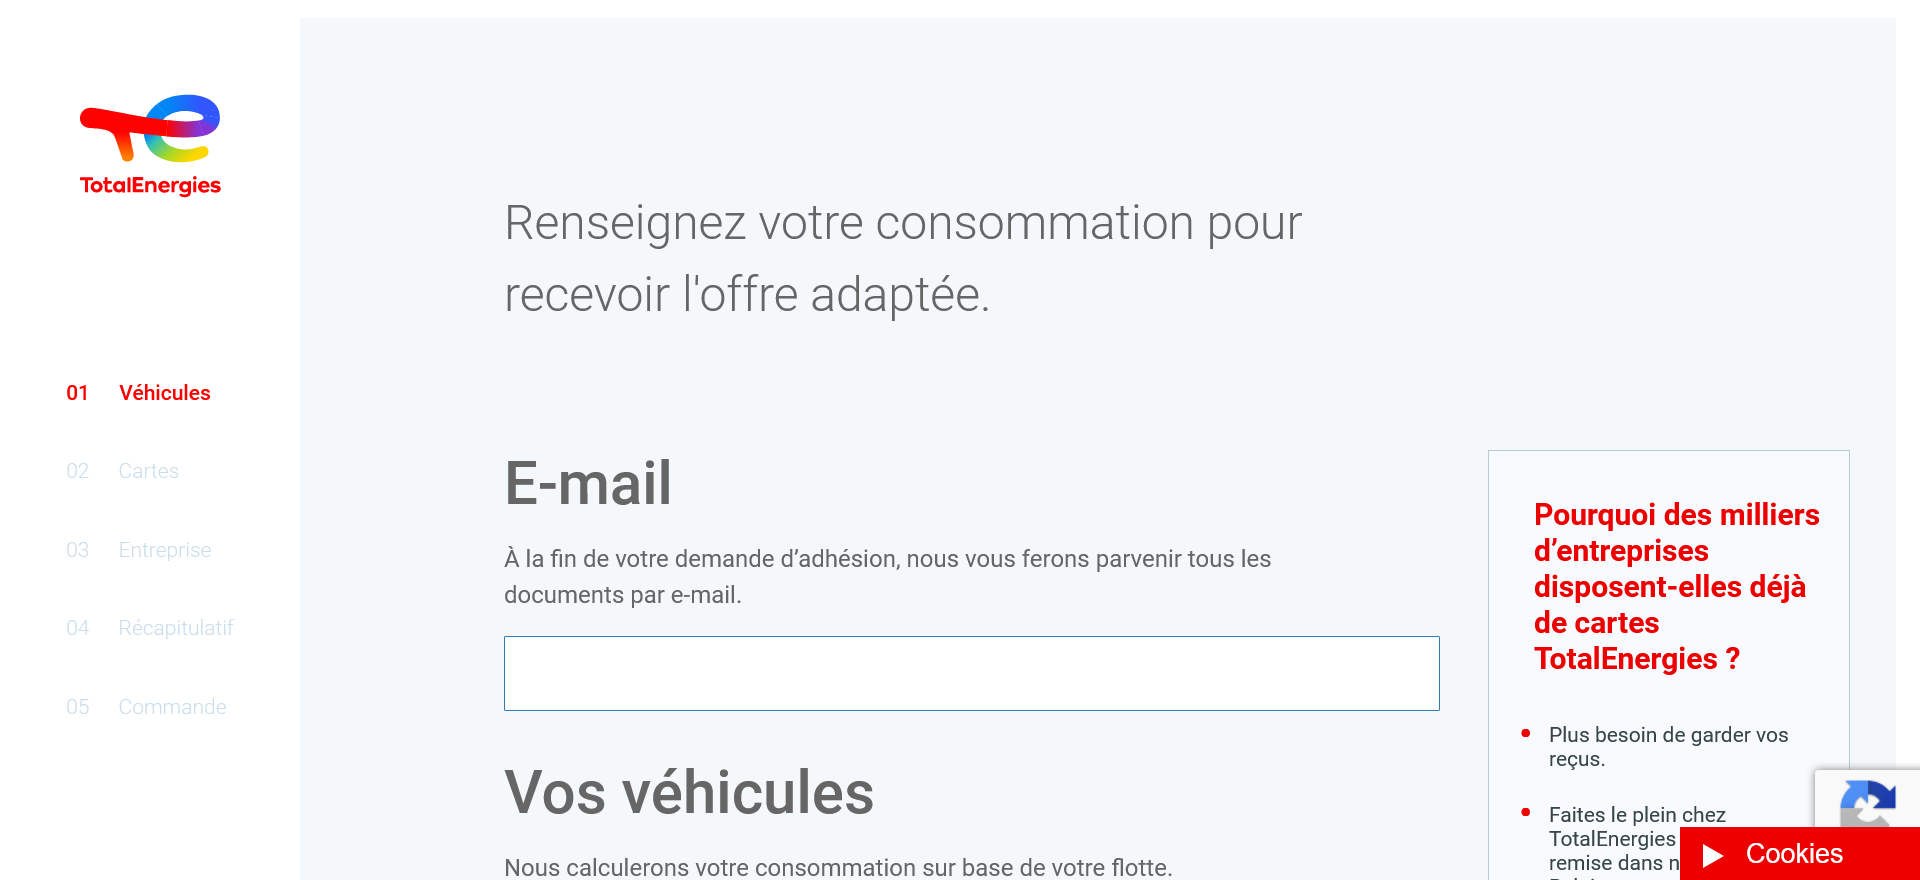 TotalEnergies
01 Véhicules
02 Cartes
03 Entreprise
04 Récapitulatif
05 Commande
Renseignez votre consommation pour
recevoir l'offre adaptée.
E-mail
À la fin de votre demande d’adhésion, nous vous ferons parvenir tous les
documents par e-mail.
Vos véhicules
Nous calculerons votre consommation sur base de votre flotte.
Pourquoi des milliers
d’entreprises
disposent-elles déjà
de cartes
TotalEnergies ?
Plus besoin de garder vos
reçus.
Faites le plein chez
TotalEnergies
remise dans
Cookies